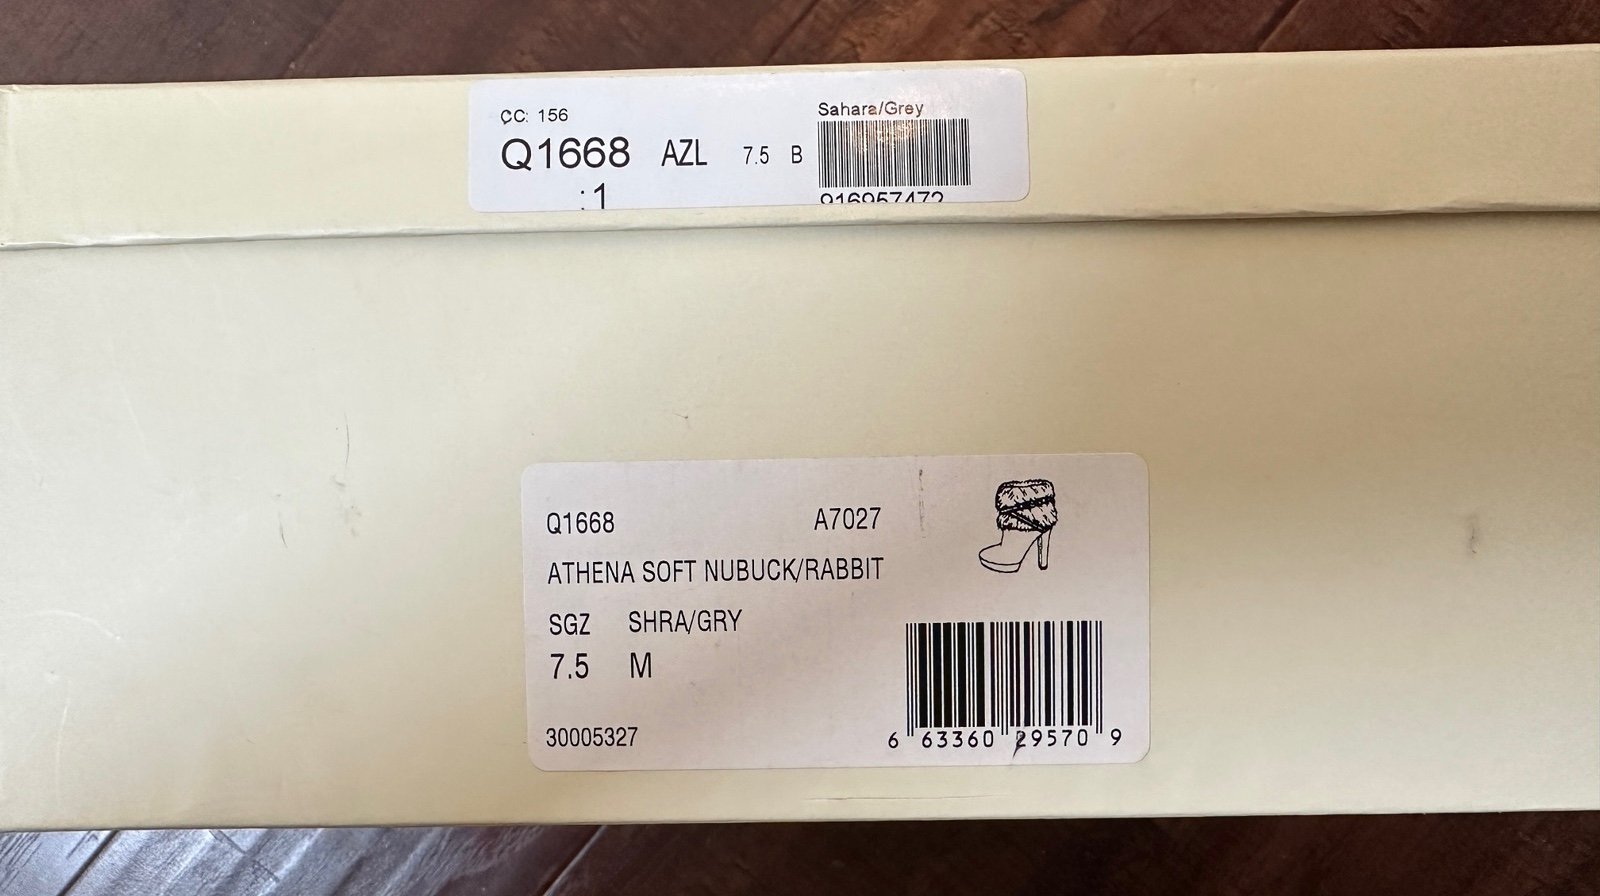 CC: 156
Sahara/Grey
Q1668 AZL 7.5 B
:1
916957472
Q1668 A7027
ATHENA SOFT NUBUCK/RABBIT
SGZ SHRA/GRY
7.5 M
30005327
6 63360 29570 9